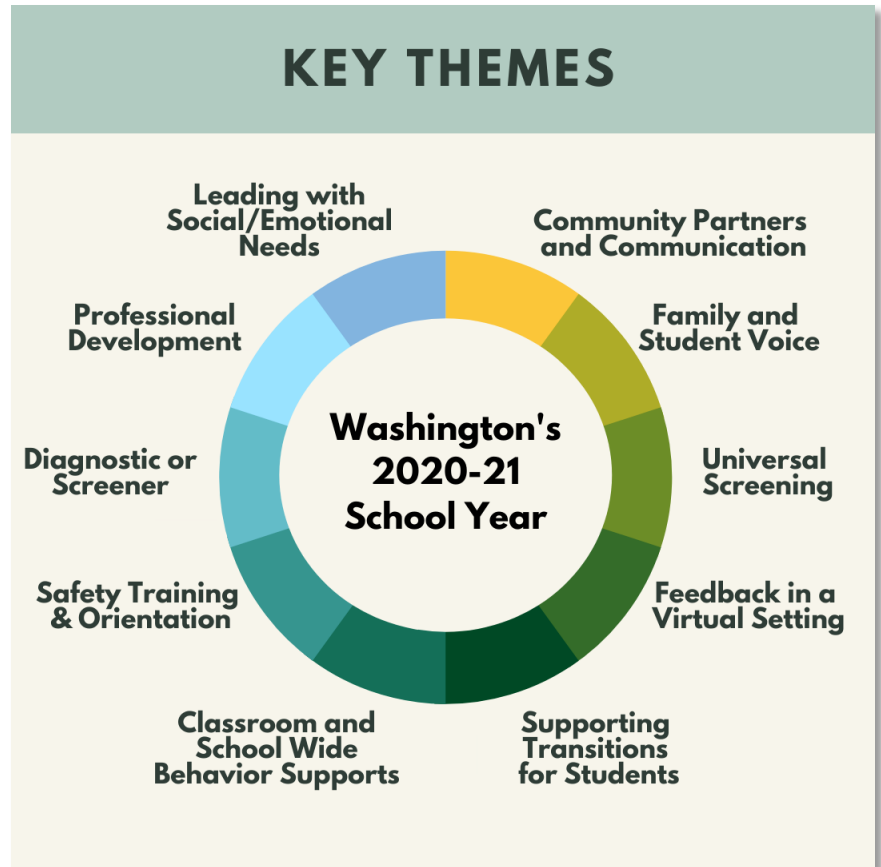 KEY THEMES
Leading with
Social/Emotional
Needs
Community Partners
and Communication
Professional
Development
Family and
Student Voice
Washington's
2020-21
School Year
Diagnostic or
Screener
Universal
Screening
Safety Training
& Orientation
Feedback in a
Virtual Setting
Classroom and
School Wide
Behavior Supports
Supporting
Transitions
for Students